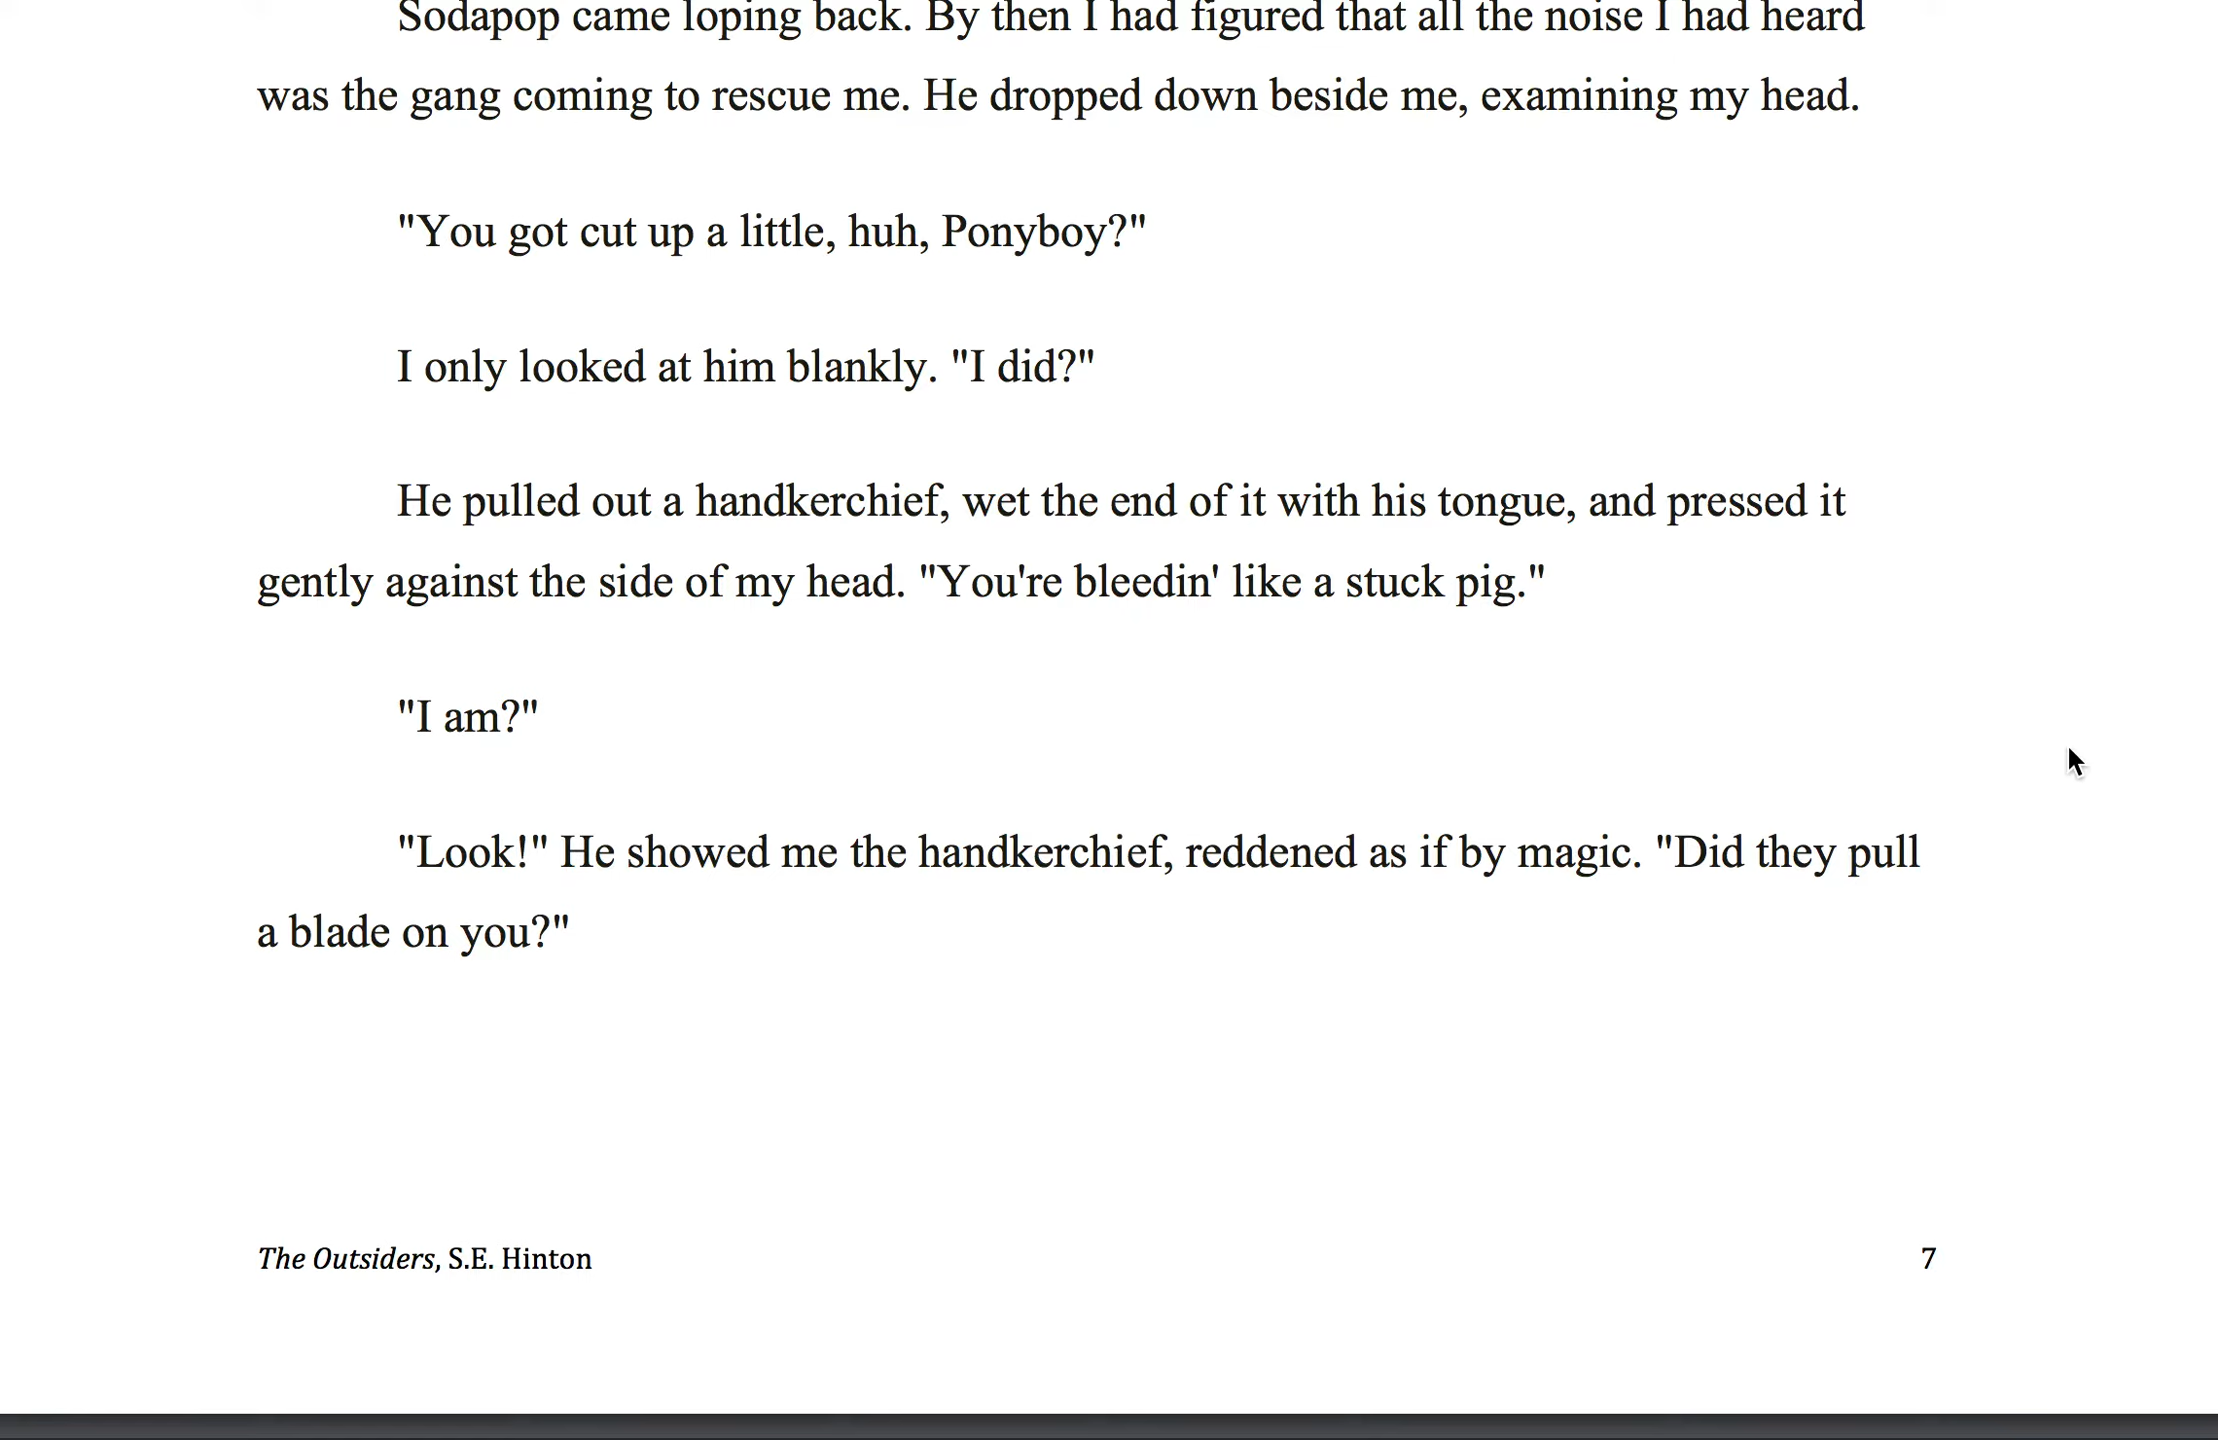 Sodapop came loping back. By then I had figured that all the noise I had heard
was the gang coming to rescue me. He dropped down beside me, examining my head.
"You got cut up a little, huh, Ponyboy?"
I only looked at him blankly. "I did?"
He pulled out a handkerchief, wet the end of it with his tongue, and pressed it
gently against the side of my head. "You're bleedin' like a stuck pig."
"I am?"
"Look!" He showed me the handkerchief, reddened as if by magic. "Did they pull
a blade on you?"
The Outsiders, S.E. Hinton 7